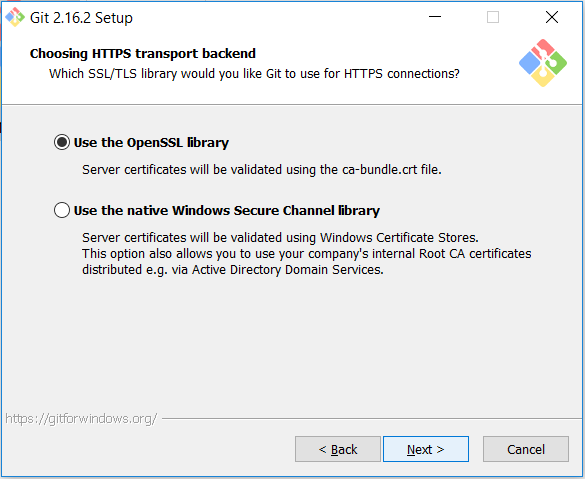 Git 2.16.2 Setup
Choosing HTTPS transport backend
Which SSL/TLS library would you like Git to use for HTTPS connections?
Use the OpenSSL library
Server certificates will be validated using the ca-bundle.crt file.
Use the native Windows Secure Channel library
Server certificates will be validated using Windows Certificate Stores.
This option also allows you to use your company's internal Root CA certificates
distributed e.g. via Active Directory Domain Services.
https://gitforwindows.org/
< Back
Next >
Cancel